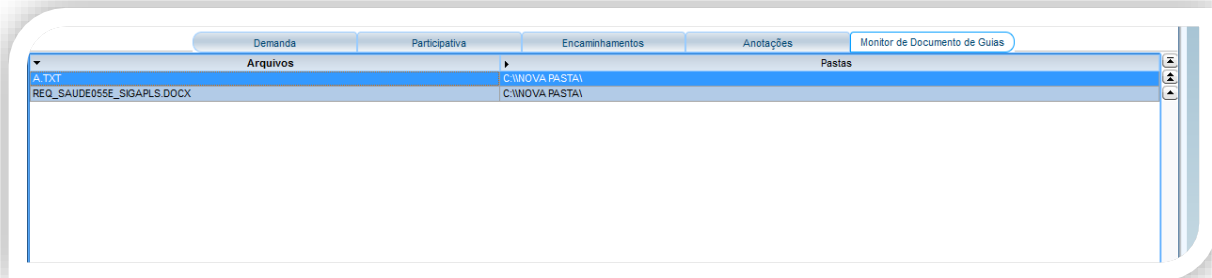 Demanda Participativa Encaminhamentos Anotações Monitor de Documento de Guias
Arquivos Pastas
A.TXT C:\\NOVA PASTA\
REQ_SAUDE055E_SIGAPLS.DOCX C:\\NOVA PASTA\